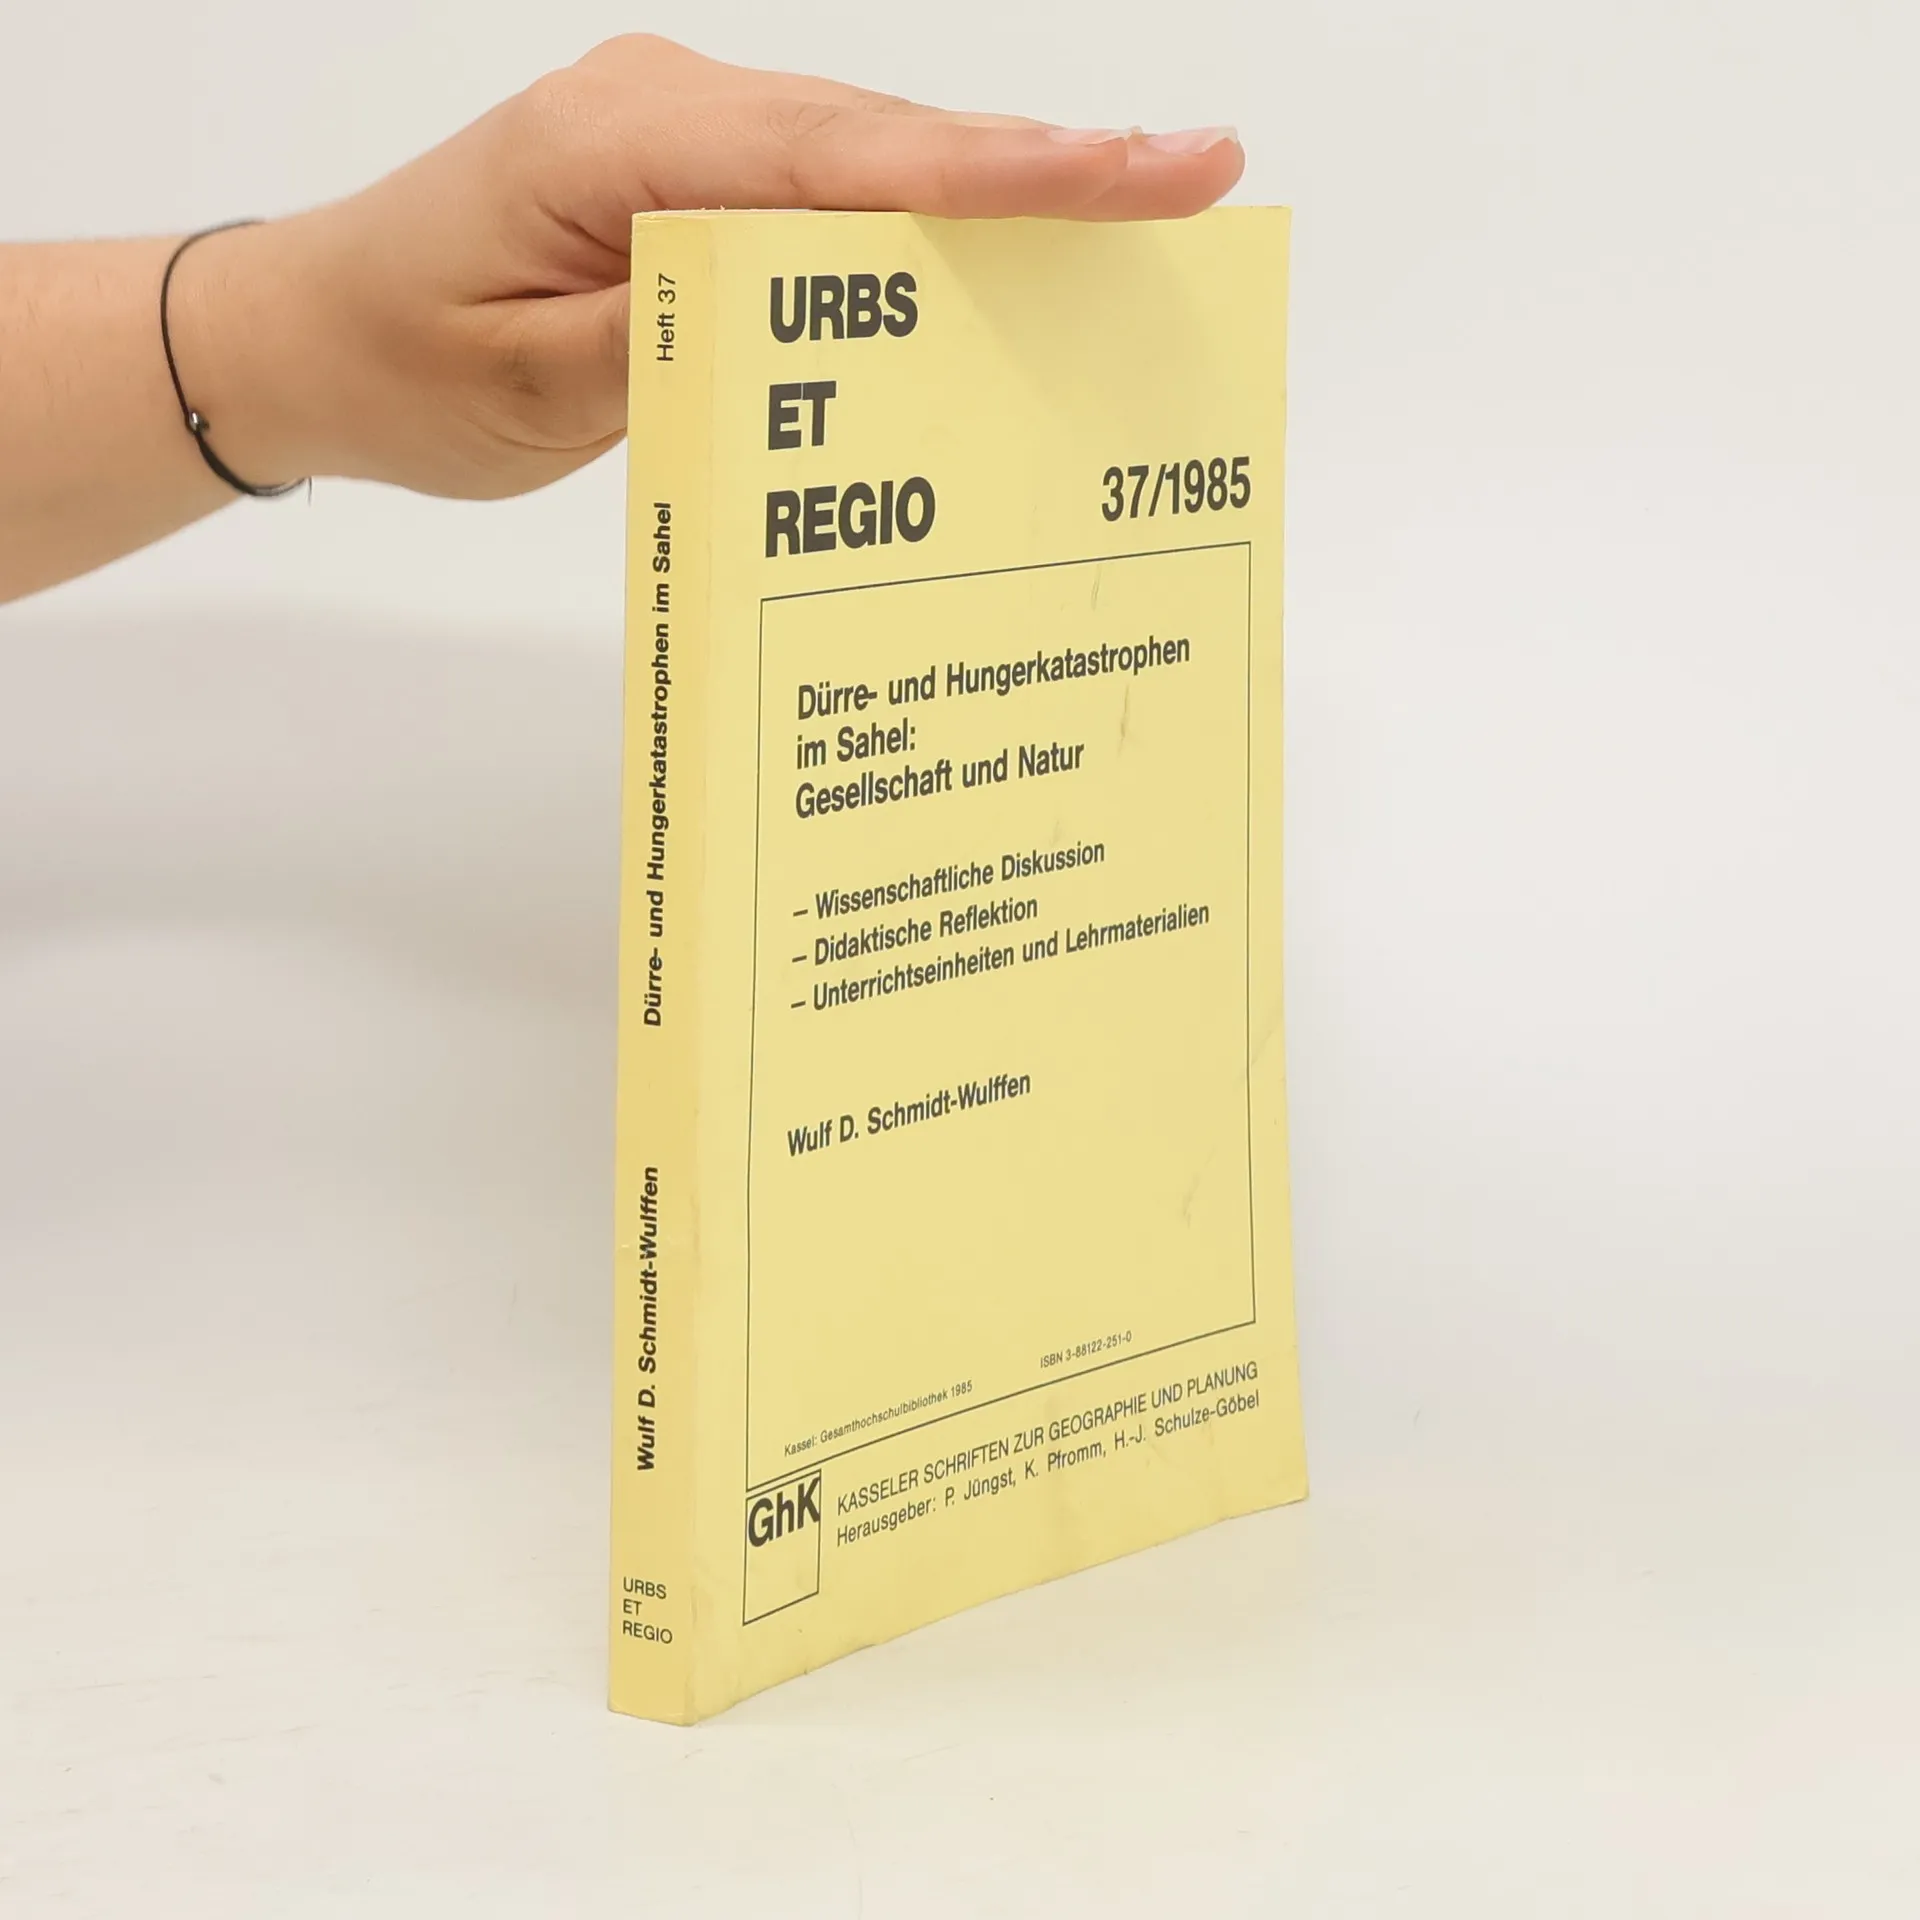 Heft 37
Dürre- und Hungerkatastrophen im Sahel
Wulf D. Schmidt-Wulffen
URBS
ET
REGIO
URBS
ET
REGIO
37/1985
Dürre- und Hungerkatastrophen
im Sahel:
Gesellschaft und Natur
– Wissenschaftliche Diskussion
– Didaktische Reflektion
– Unterrichtseinheiten und Lehrmaterialien
Wulf D. Schmidt-Wulffen
ISBN 3-88122-251-0
Kassel: Gesamthochschulbibliothek 1985
GhK
KASSELER SCHRIFTEN ZUR GEOGRAPHIE UND PLANUNG
Herausgeber: P. Jüngst, K. Pfromm, H.-J. Schulze-Göbel